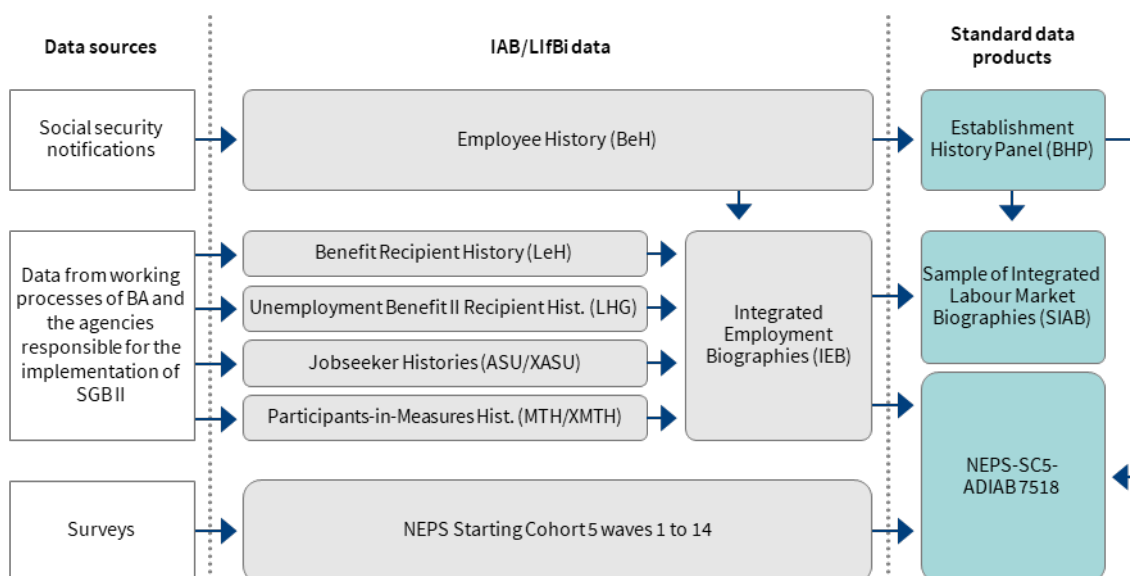 Data sources
IAB/LIfBi data
Standard data
products
Social security
notifications
Employee History (BeH)
Establishment
History Panel (BHP)
Data from working
processes of BA and
the agencies
responsible for the
implementation of
SGB II
Benefit Recipient History (LeH)
Unemployment Benefit II Recipient Hist. (LHG)
Jobseeker Histories (ASU/XASU)
Participants-in-Measures Hist. (MTH/XMTH)
Integrated
Employment
Biographies (IEB)
Sample of Integrated
Labour Market
Biographies (SIAB)
NEPS-SC5-
ADIAB 7518
Surveys
NEPS Starting Cohort 5 waves 1 to 14